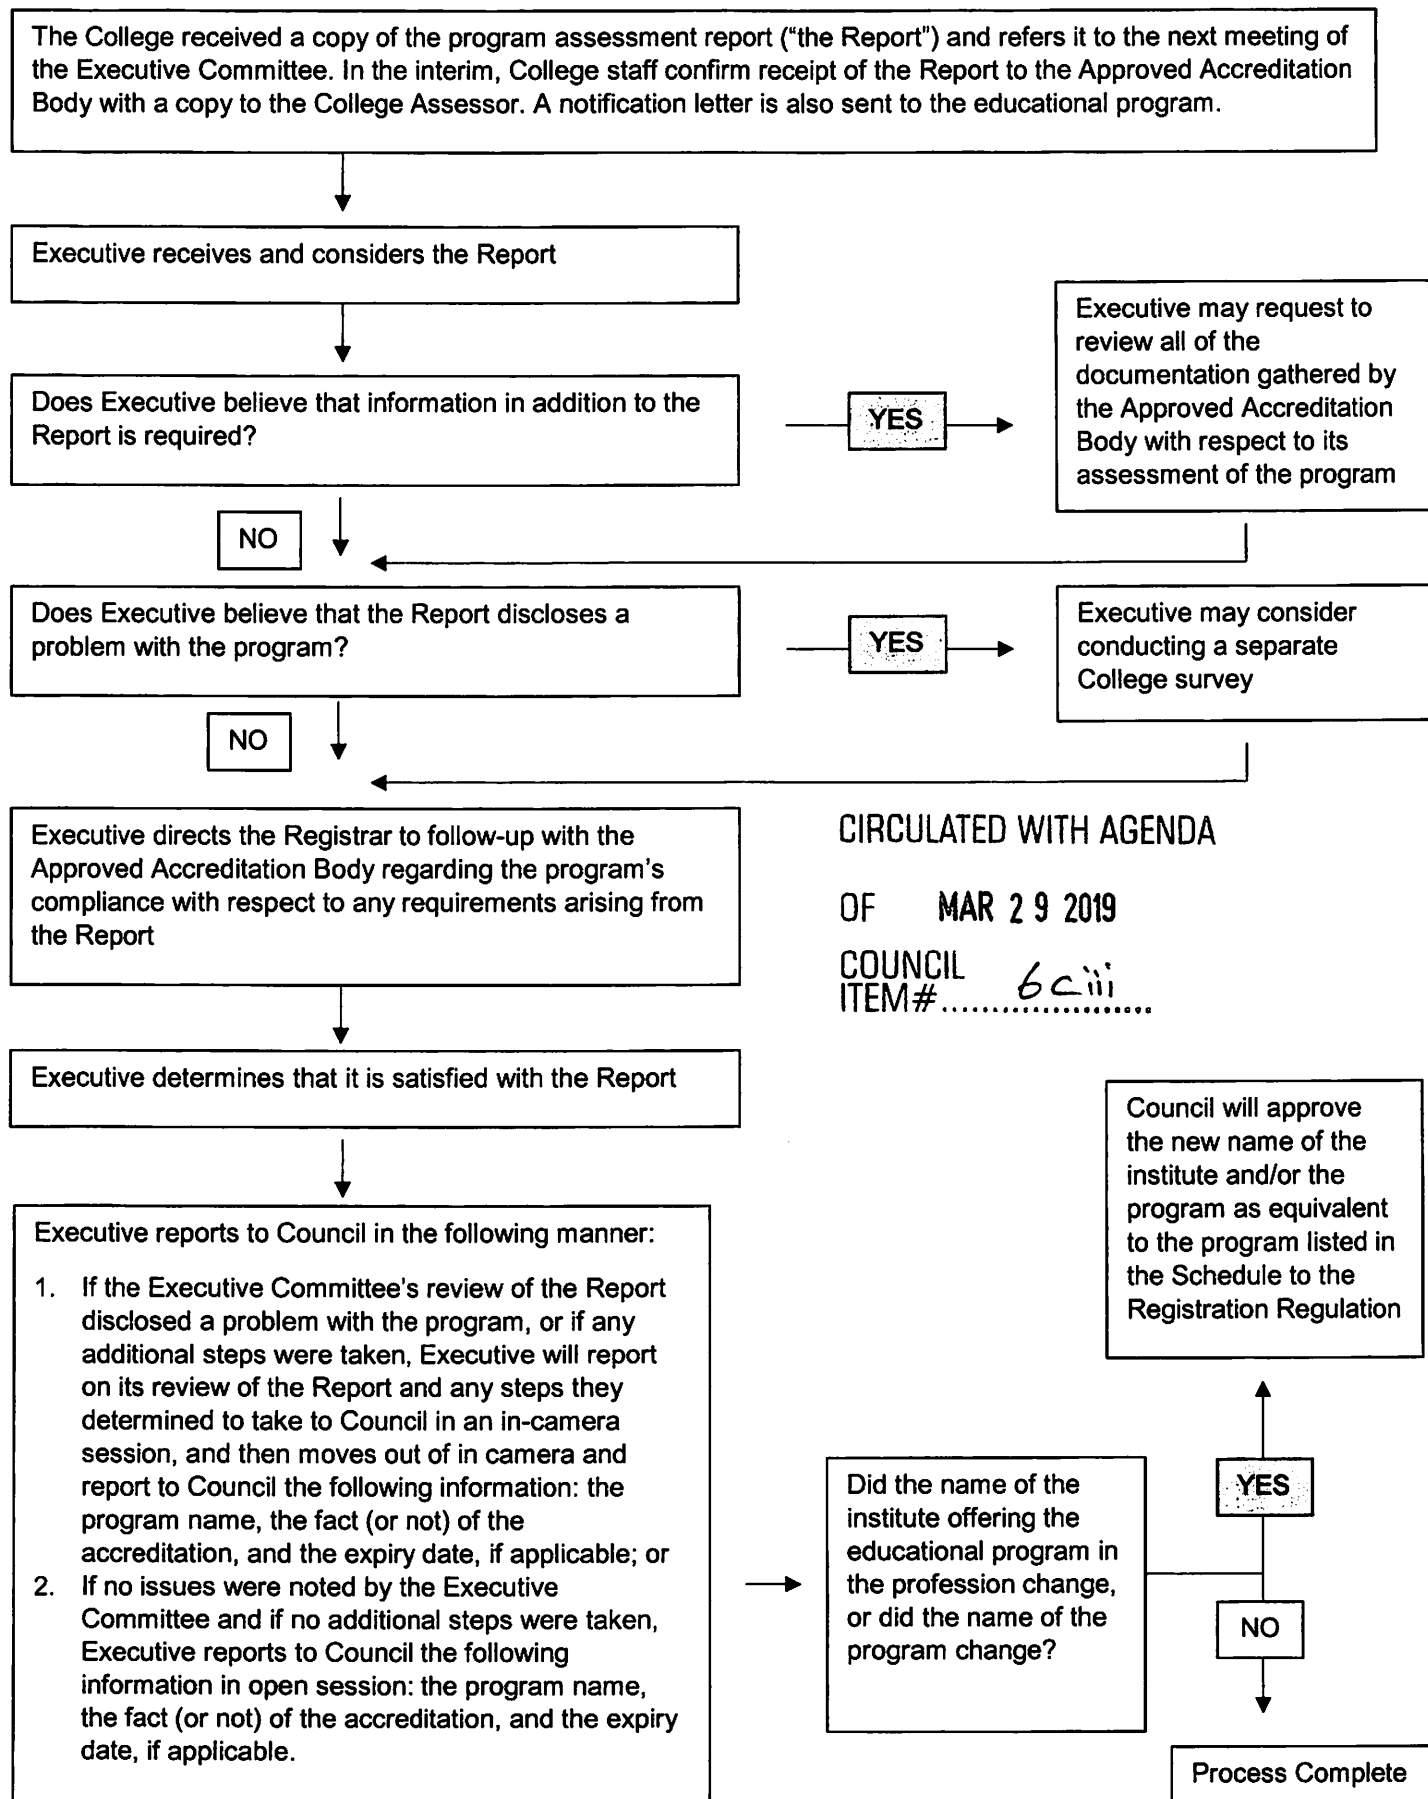 The College received a copy of the program assessment report (“the Report”) and refers it to the next meeting of
the Executive Committee. In the interim, College staff confirm receipt of the Report to the Approved Accreditation
Body with a copy to the College Assessor. A notification letter is also sent to the educational program.
Executive receives and considers the Report
Does Executive believe that information in addition to the
Report is required?
YES
Executive may request to
review all of the
documentation gathered by
the Approved Accreditation
Body with respect to its
assessment of the program
NO
Does Executive believe that the Report discloses a
problem with the program?
YES
Executive may consider
conducting a separate
College survey
NO
Executive directs the Registrar to follow-up with the
Approved Accreditation Body regarding the program’s
compliance with respect to any requirements arising from
the Report
CIRCULATED WITH AGENDA
OF MAR 29 2019
COUNCIL
ITEM# 6ciii
Executive determines that it is satisfied with the Report
Executive reports to Council in the following manner:
1. If the Executive Committee’s review of the Report
disclosed a problem with the program, or if any
additional steps were taken, Executive will report
on its review of the Report and any steps they
determined to take to Council in an in-camera
session, and then moves out of in camera and
report to Council the following information: the
program name, the fact (or not) of the
accreditation, and the expiry date, if applicable; or
2. If no issues were noted by the Executive
Committee and if no additional steps were taken,
Executive reports to Council the following
information in open session: the program name,
the fact (or not) of the accreditation, and the expiry
date, if applicable.
Did the name of the
institute offering the
educational program in
the profession change,
or did the name of the
program change?
YES
Council will approve
the new name of the
institute and/or the
program as equivalent
to the program listed in
the Schedule to the
Registration Regulation
NO
Process Complete